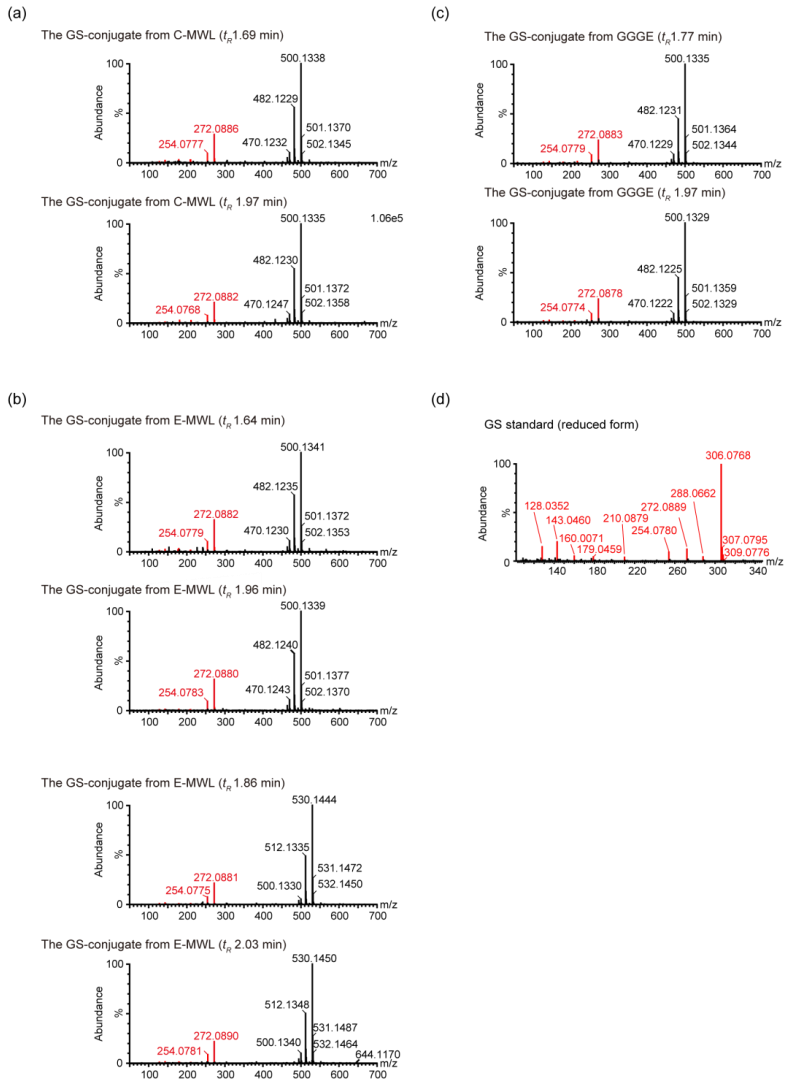 (a)
The GS-conjugate from C-MWL (tR 1.69 min)
100
Abundance
%
0
500.1338
482.1229
272.0886
254.0777
470.1232
501.1370
502.1345
100 200 300 400 500 600 700 m/z
The GS-conjugate from C-MWL (tR 1.97 min)
100
Abundance
%
0
500.1335
1.06e5
482.1230
272.0882
254.0768
470.1247
501.1372
502.1358
100 200 300 400 500 600 700 m/z
(c)
The GS-conjugate from GGGE (tR 1.77 min)
100
Abundance
%
0
500.1335
482.1231
272.0883
254.0779
470.1229
501.1364
502.1344
100 200 300 400 500 600 700 m/z
The GS-conjugate from GGGE (tR 1.97 min)
100
Abundance
%
0
500.1329
482.1225
272.0878
254.0774
470.1222
501.1359
502.1329
100 200 300 400 500 600 700 m/z
(b)
The GS-conjugate from E-MWL (tR 1.64 min)
100
Abundance
%
0
500.1341
482.1235
272.0882
254.0779
470.1230
501.1372
502.1353
100 200 300 400 500 600 700 m/z
The GS-conjugate from E-MWL (tR 1.96 min)
100
Abundance
%
0
500.1339
482.1240
272.0880
254.0783
470.1243
501.1377
502.1370
100 200 300 400 500 600 700 m/z
The GS-conjugate from E-MWL (tR 1.86 min)
100
Abundance
%
0
530.1444
512.1335
272.0881
254.0775
500.1330
531.1472
532.1450
100 200 300 400 500 600 700 m/z
The GS-conjugate from E-MWL (tR 2.03 min)
100
Abundance
%
0
530.1450
512.1348
272.0890
254.0781
500.1340
531.1487
532.1464
644.1170
100 200 300 400 500 600 700 m/z
(d)
GS standard (reduced form)
100
Abundance
%
0
306.0768
288.0662
272.0889
210.0879
254.0780
128.0352
143.0460
160.0071
179.0459
307.0795
309.0776
140 180 220 260 300 340 m/z